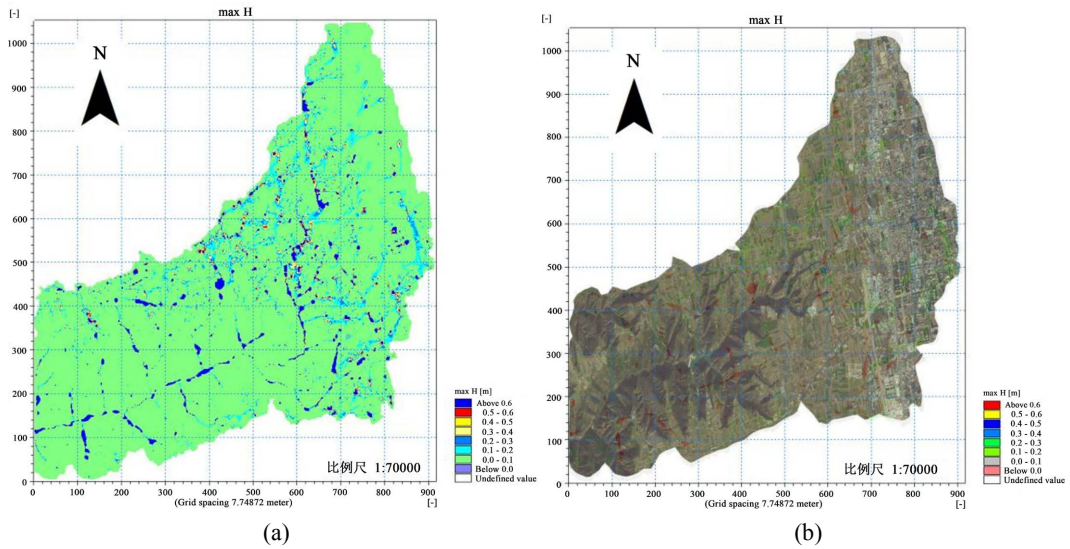 [-]
max H
N
1000
900
800
700
600
500
400
300
200
100
0
0 100 200 300 400 500 600 700 800 900
(Grid spacing 7.74872 meter)
[-]
比例尺 1:70000
max H [m]
Above 0.6
0.5 - 0.6
0.4 - 0.5
0.3 - 0.4
0.2 - 0.3
0.1 - 0.2
0.0 - 0.1
Below 0.0
Undefined value
(a)
[-]
max H
N
1000
900
800
700
600
500
400
300
200
100
0
0 100 200 300 400 500 600 700 800 900
(Grid spacing 7.74872 meter)
[-]
比例尺 1:70000
max H [m]
Above 0.6
0.5 - 0.6
0.4 - 0.5
0.3 - 0.4
0.2 - 0.3
0.1 - 0.2
0.0 - 0.1
Below 0.0
Undefined value
(b)